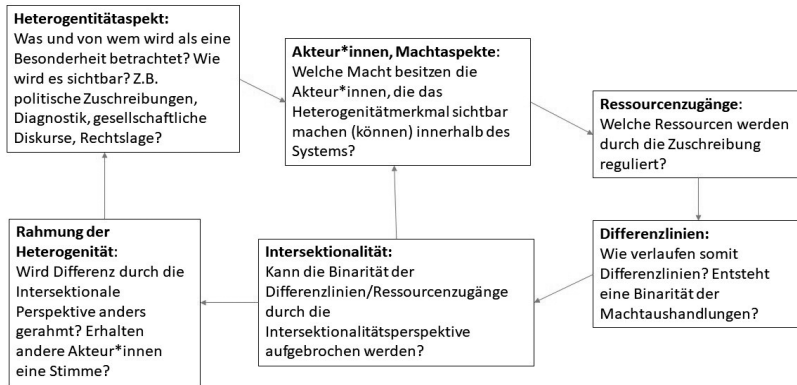 Heterogentitätaspekt:
Was und von wem wird als eine
Besonderheit betrachtet? Wie
wird es sichtbar? Z.B.
politische Zuschreibungen,
Diagnostik, gesellschaftliche
Diskurse, Rechtslage?
Akteur*innen, Machtaspekte:
Welche Macht besitzen die
Akteur*innen, die das
Heterogenitätmerkmal sichtbar
machen (können) innerhalb des
Systems?
Ressourcenzugänge:
Welche Ressourcen werden
durch die Zuschreibung
reguliert?
Differenzlinien:
Wie verlaufen somit
Differenzlinien? Entsteht
eine Binarität der
Machtaushandlungen?
Intersektionalität:
Kann die Binarität der
Differenzlinien/Ressourcenzugänge
durch die
Intersektionalitätsperspektive
aufgebrochen werden?
Rahmung der
Heterogenität:
Wird Differenz durch die
Intersektionale
Perspektive anders
gerahmt? Erhalten
andere Akteur*innen
eine Stimme?